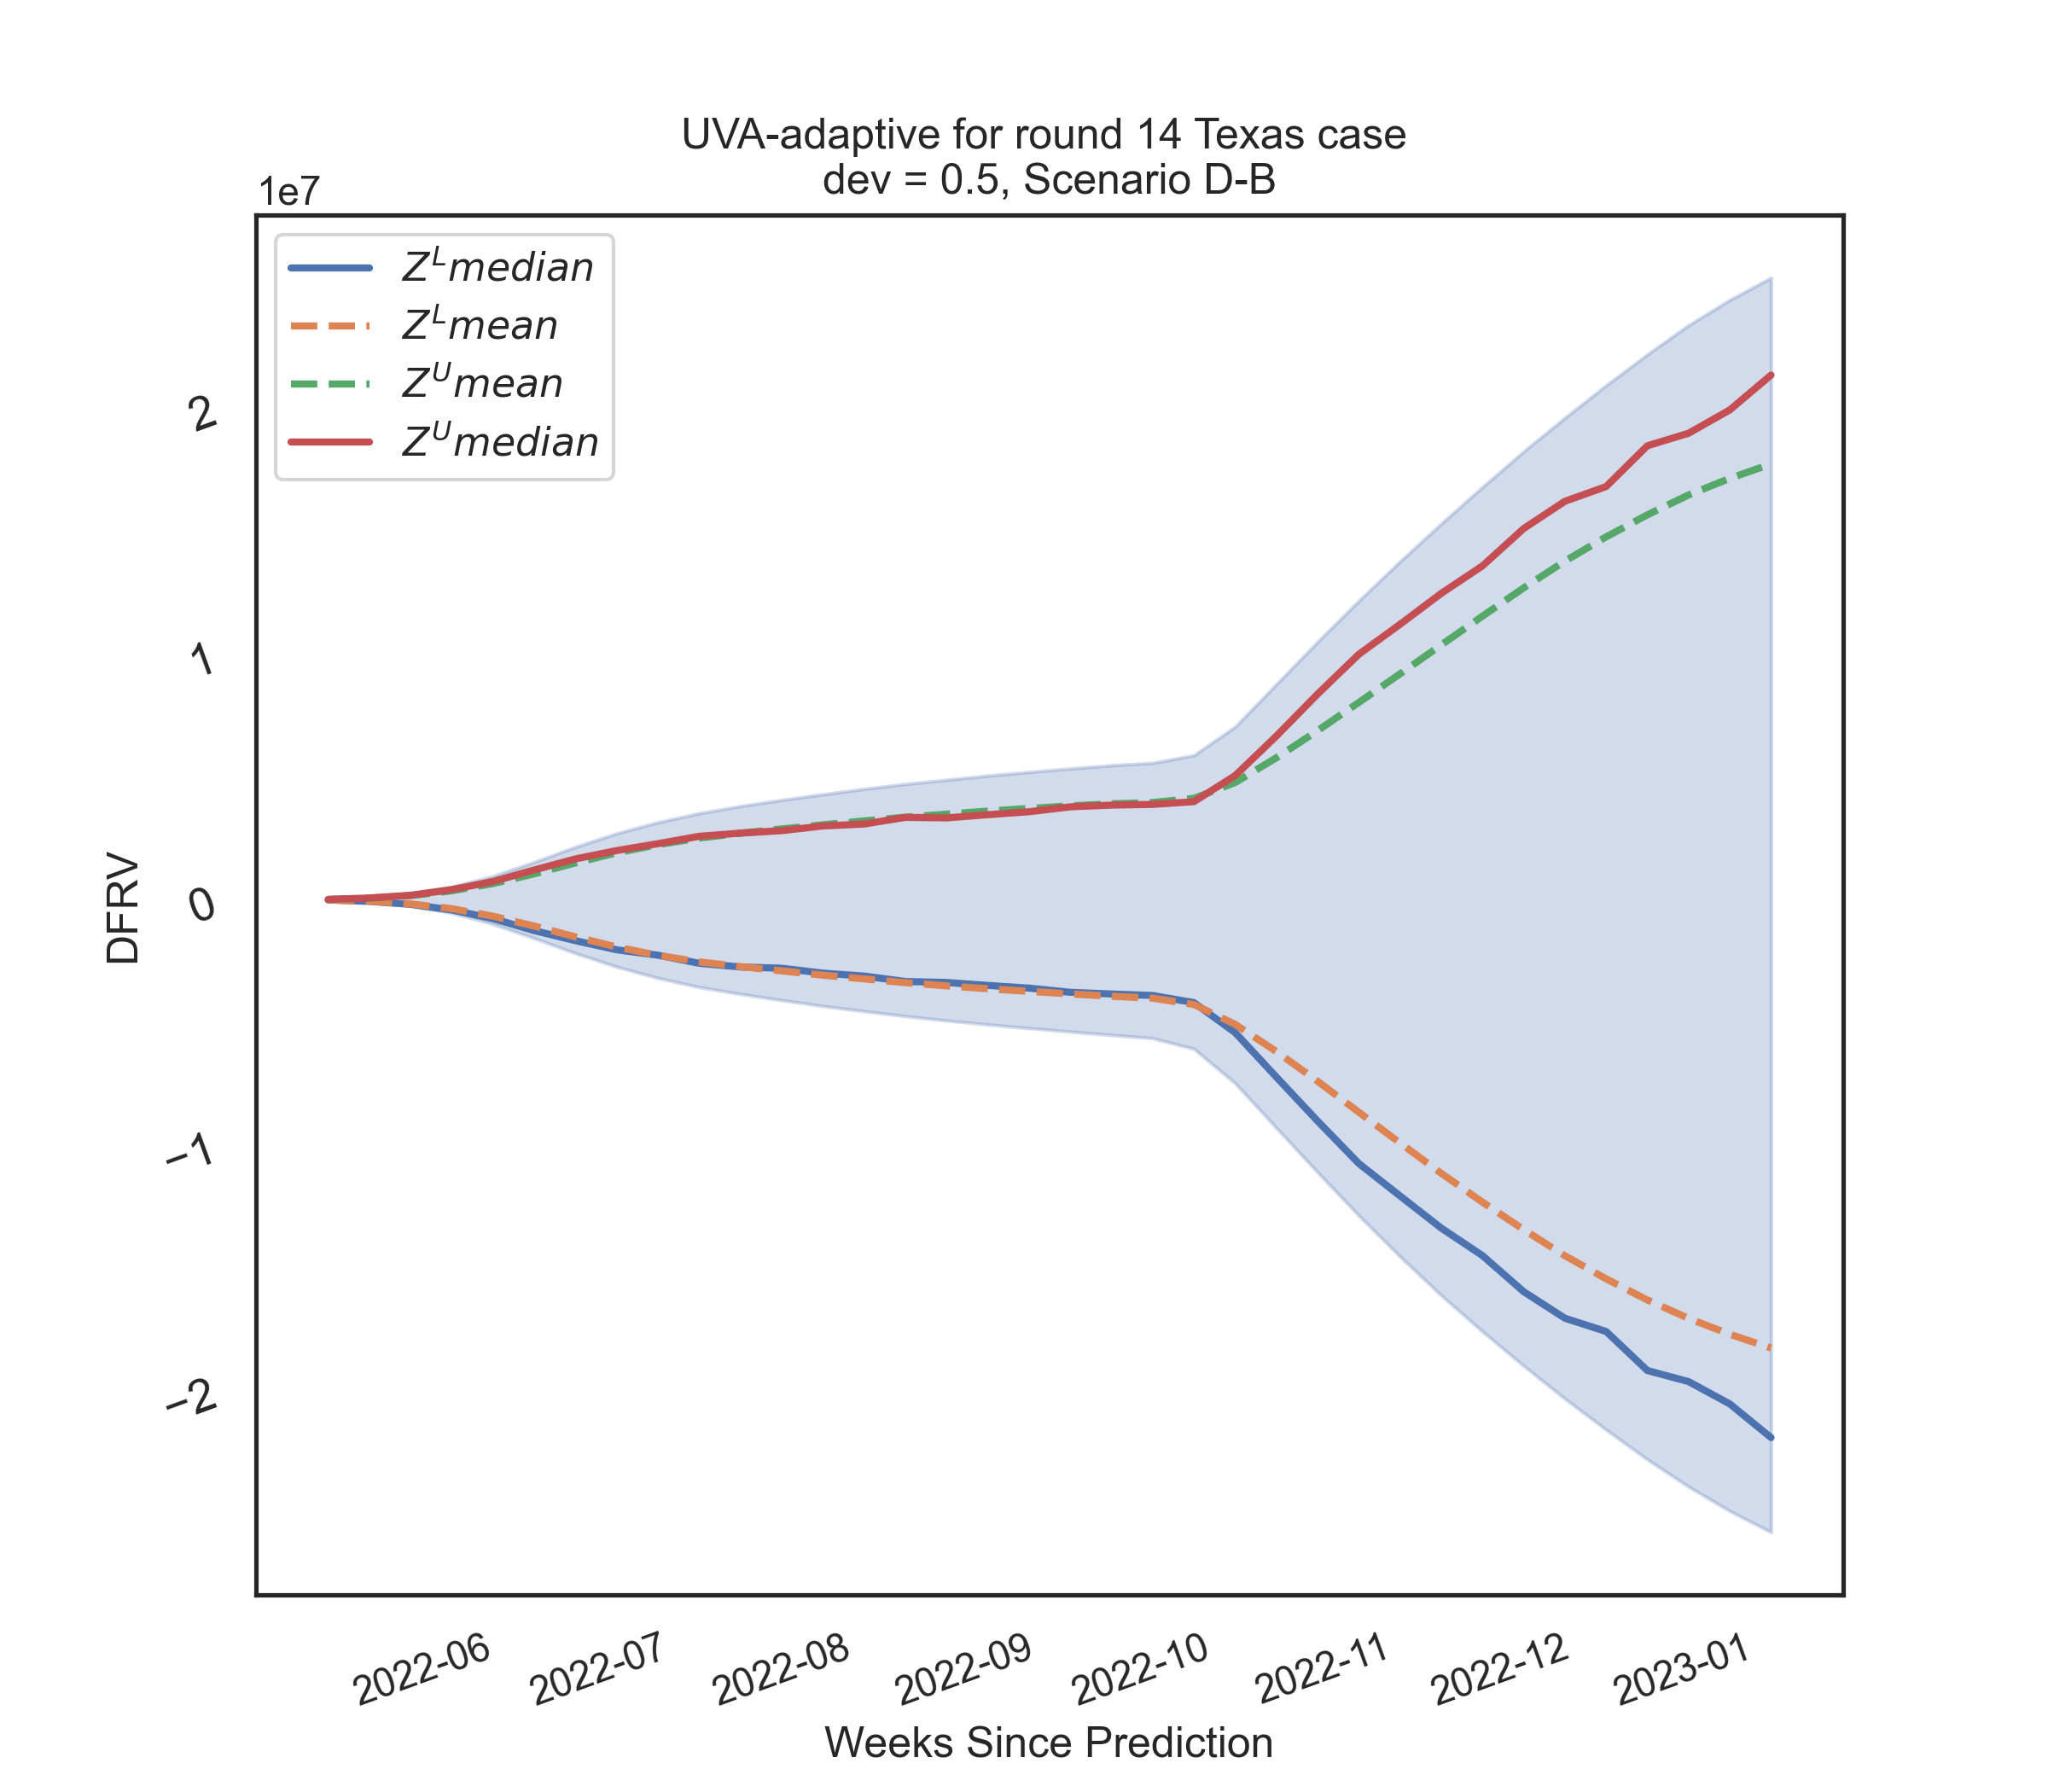 UVA-adaptive for round 14 Texas case
dev = 0.5, Scenario D-B
1e7
Z^L median
Z^L mean
Z^U mean
Z^U median
2
1
0
−1
−2
DFRV
2022-06
2022-07
2022-08
2022-09
2022-10
2022-11
2022-12
2023-01
Weeks Since Prediction